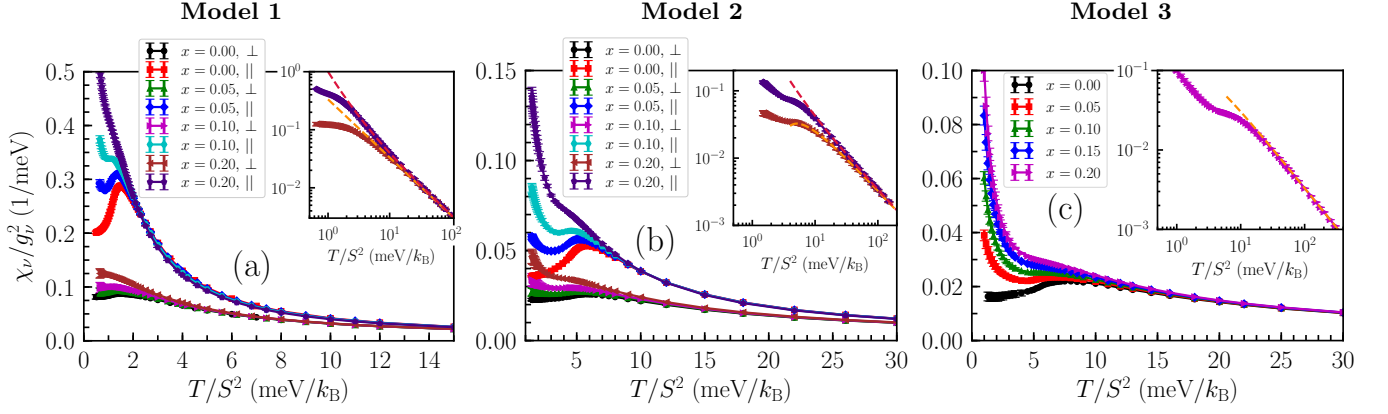 Model 1
Model 2
Model 3
χ_ν/g_ν^2 (1/meV)
0.5
0.4
0.3
0.2
0.1
0.0
x = 0.00, ⊥
x = 0.00, ||
x = 0.05, ⊥
x = 0.05, ||
x = 0.10, ⊥
x = 0.10, ||
x = 0.20, ⊥
x = 0.20, ||
10^0
10^-1
10^-2
10^0
10^1
10^2
T/S^2 (meV/k_B)
(a)
0
2
4
6
8
10
12
14
T/S^2 (meV/k_B)
0.15
0.10
0.05
0.00
x = 0.00, ⊥
x = 0.00, ||
x = 0.05, ⊥
x = 0.05, ||
x = 0.10, ⊥
x = 0.10, ||
x = 0.20, ⊥
x = 0.20, ||
10^-1
10^-2
10^-3
10^0
10^1
10^2
T/S^2 (meV/k_B)
(b)
5
10
15
20
25
30
T/S^2 (meV/k_B)
0.10
0.08
0.06
0.04
0.02
0.00
x = 0.00
x = 0.05
x = 0.10
x = 0.15
x = 0.20
10^-1
10^-2
10^-3
10^0
10^1
10^2
T/S^2 (meV/k_B)
(c)
0
5
10
15
20
25
30
T/S^2 (meV/k_B)